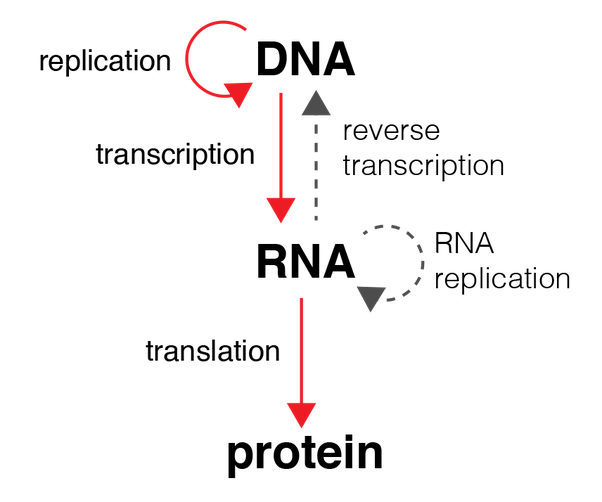 replication
DNA
transcription
reverse
transcription
RNA
RNA
replication
translation
protein